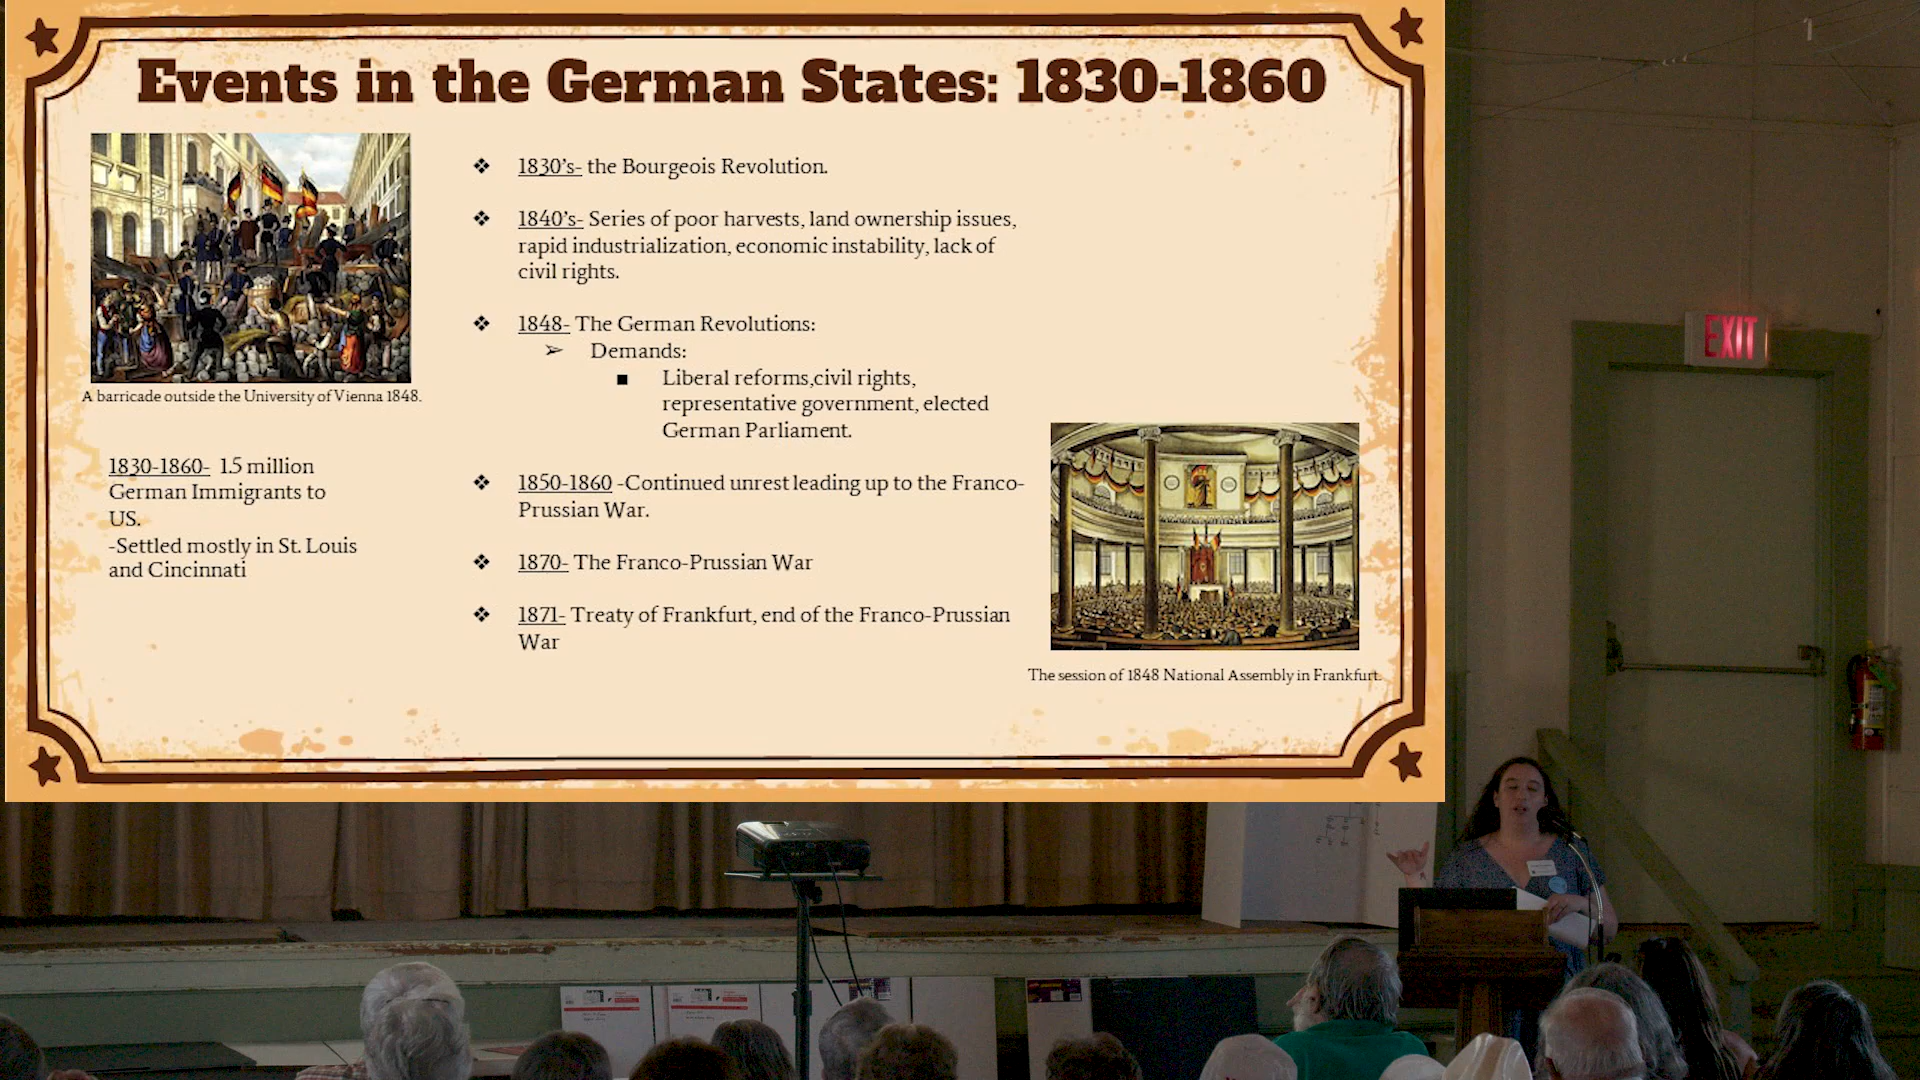 Events in the German States: 1830-1860
A barricade outside the University of Vienna 1848.
1830-1860- 1.5 million
German Immigrants to
US.
-Settled mostly in St. Louis
and Cincinnati
❖ 1830's- the Bourgeois Revolution.
❖ 1840's- Series of poor harvests, land ownership issues,
rapid industrialization, economic instability, lack of
civil rights.
❖ 1848- The German Revolutions:
➢ Demands:
■ Liberal reforms,civil rights,
representative government, elected
German Parliament.
❖ 1850-1860 -Continued unrest leading up to the Franco-
Prussian War.
❖ 1870- The Franco-Prussian War
❖ 1871- Treaty of Frankfurt, end of the Franco-Prussian
War
The session of 1848 National Assembly in Frankfurt.
EXIT